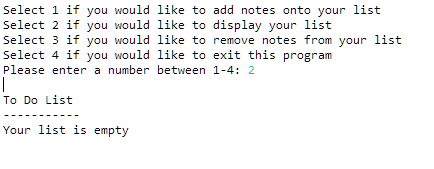 Select 1 if you would like to add notes onto your list
Select 2 if you would like to display your list
Select 3 if you would like to remove notes from your list
Select 4 if you would like to exit this program
Please enter a number between 1-4: 2
To Do List
-----------
Your list is empty